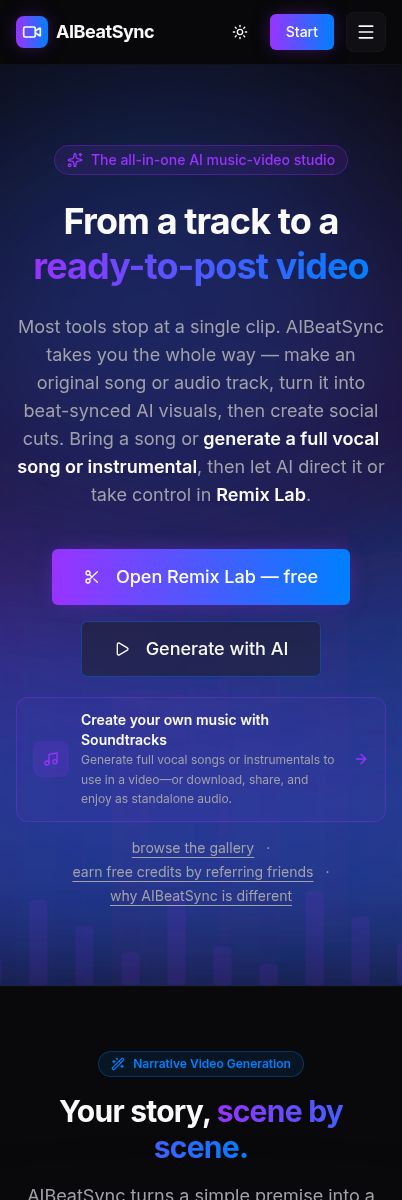 AIBeatSync
Start
The all-in-one AI music-video studio
From a track to a
ready-to-post video
Most tools stop at a single clip. AIBeatSync
takes you the whole way — make an
original song or audio track, turn it into
beat-synced AI visuals, then create social
cuts. Bring a song or generate a full vocal
song or instrumental, then let AI direct it or
take control in Remix Lab.
Open Remix Lab — free
Generate with AI
Create your own music with
Soundtracks
Generate full vocal songs or instrumentals to
use in a video—or download, share, and
enjoy as standalone audio.
browse the gallery ·
earn free credits by referring friends ·
why AIBeatSync is different
Narrative Video Generation
Your story, scene by
scene.
AIBeatSync turns a simple premise into a